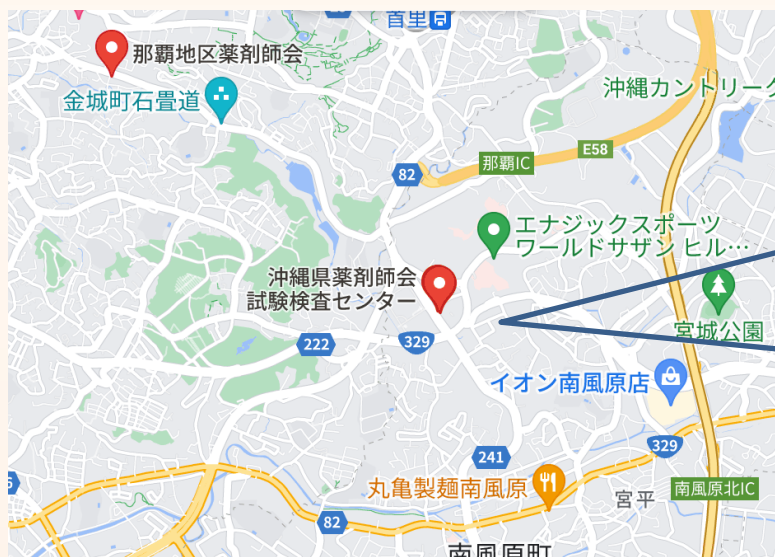 首里
那覇地区薬剤師会
金城町石畳道
沖縄カントリーク
E58
那覇IC
82
エナジックスポーツ
ワールドサザン ヒル…
沖縄県薬剤師会
試験検査センター
宮城公園
222
329
イオン南風原店
329
241
丸亀製麺南風原
宮平
南風原北IC
82
南風原町